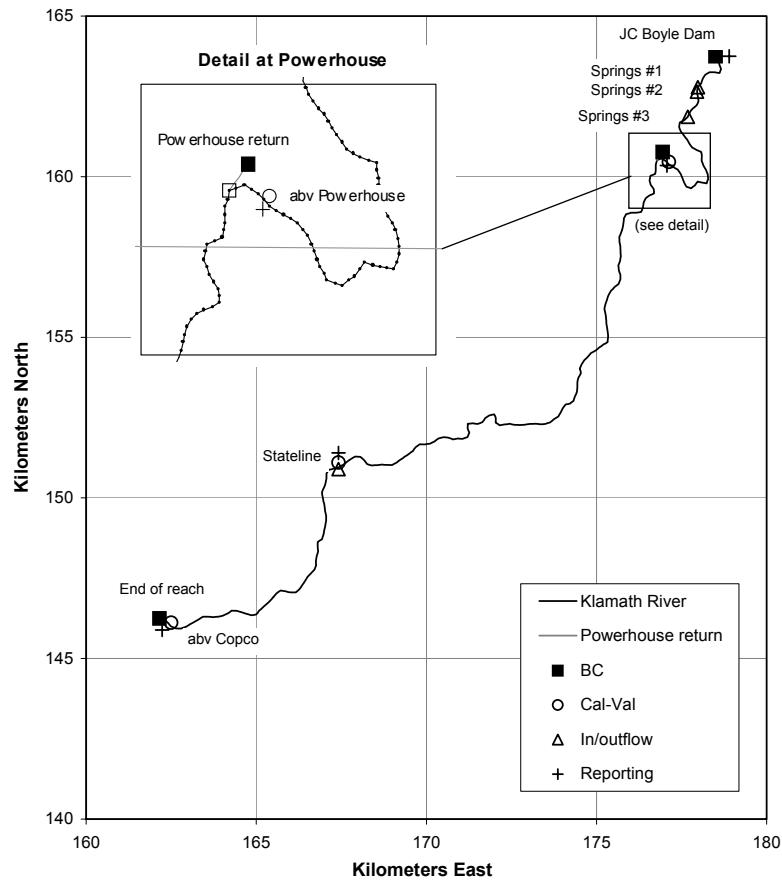 165
160
155
150
145
140
Kilometers North
160
165
170
175
180
Kilometers East
Detail at Powerhouse
Powerhouse return
abv Powerhouse
JC Boyle Dam
Springs #1
Springs #2
Springs #3
(see detail)
Stateline
End of reach
abv Copco
Klamath River
Powerhouse return
BC
Cal-Val
In/outflow
Reporting